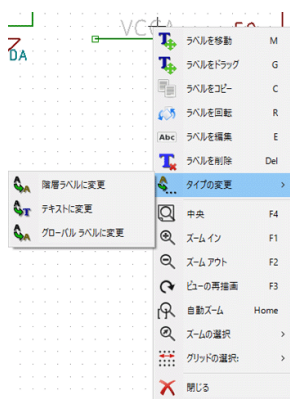 VCCA
DA
ラベルを移動 M
ラベルをドラッグ G
ラベルをコピー C
ラベルを回転 R
Abc ラベルを編集 E
ラベルを削除 Del
タイプの変更
階層ラベルに変更
テキストに変更
グローバル ラベルに変更
中央 F4
ズーム イン F1
ズーム アウト F2
ビューの再描画 F3
自動ズーム Home
ズームの選択
グリッドの選択:
閉じる